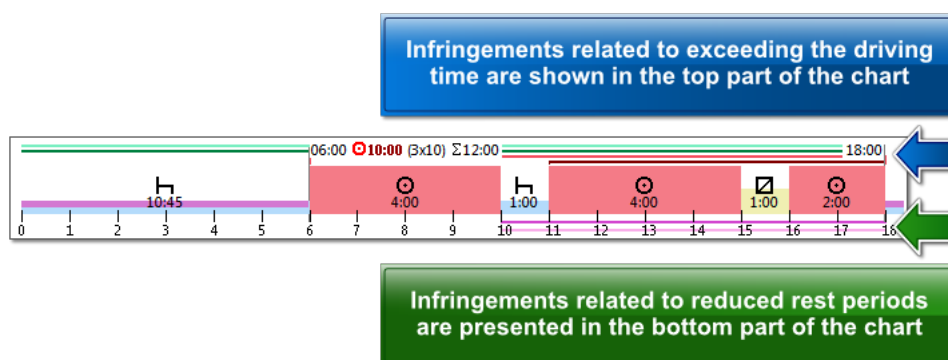 Infringements related to exceeding the driving
time are shown in the top part of the chart
06:00 10:00 (3x10) Σ12:00 18:00
10:45 4:00 1:00 4:00 1:00 2:00
0 1 2 3 4 5 6 7 8 9 10 11 12 13 14 15 16 17 18
Infringements related to reduced rest periods
are presented in the bottom part of the chart